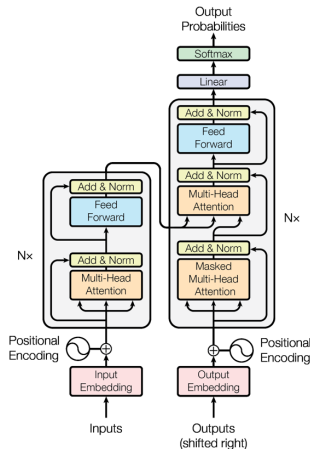 Output
Probabilities
Softmax
Linear
Add & Norm
Feed
Forward
Add & Norm
Multi-Head
Attention
Add & Norm
Masked
Multi-Head
Attention
Nx
Positional
Encoding
Output
Embedding
Outputs
(shifted right)
Add & Norm
Feed
Forward
Add & Norm
Multi-Head
Attention
Nx
Positional
Encoding
Input
Embedding
Inputs